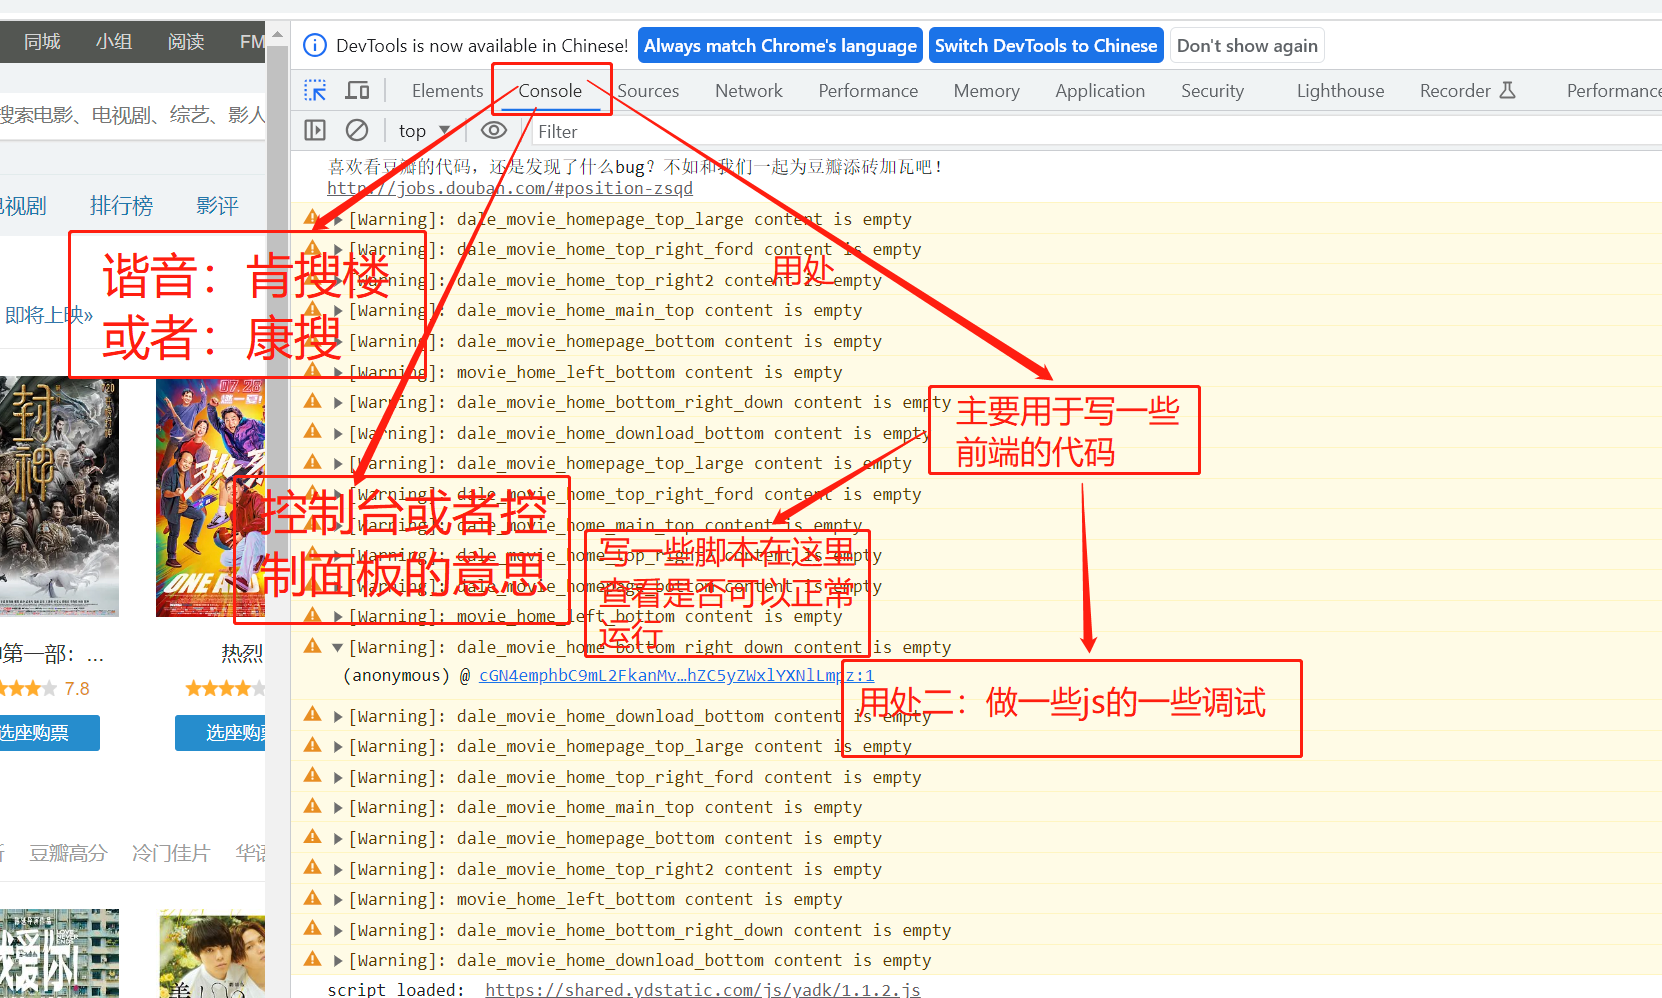 同城 小组 阅读 FM
DevTools is now available in Chinese! Always match Chrome's language Switch DevTools to Chinese Don't show again
Elements Console Sources Network Performance Memory Application Security Lighthouse Recorder Performance
搜索电影、电视剧、综艺、影人
top Filter
喜欢看豆瓣的代码，还是发现了什么bug？不如和我们一起为豆瓣添砖加瓦吧！
http://jobs.douban.com/#position-zsqd
电视剧 排行榜 影评
[Warning]: dale_movie_homepage_top_large content is empty
[Warning]: dale_movie_home_top_right_ford content is empty
[Warning]: dale_movie_home_top_right2 content is empty
[Warning]: dale_movie_home_main_top content is empty
[Warning]: dale_movie_homepage_bottom content is empty
[Warning]: movie_home_left_bottom content is empty
[Warning]: dale_movie_home_bottom_right_down content is empty
[Warning]: dale_movie_home_download_bottom content is empty
[Warning]: dale_movie_homepage_top_large content is empty
[Warning]: dale_movie_home_top_right_ford content is empty
[Warning]: dale_movie_home_main_top content is empty
[Warning]: dale_movie_home_top_right2 content is empty
[Warning]: dale_movie_homepage_bottom content is empty
[Warning]: movie_home_left_bottom content is empty
[Warning]: dale_movie_home_bottom_right_down content is empty
(anonymous) @ cGN4emphbC9mL2FkanMv…hZC5yZWxlYXNlLmpz:1
[Warning]: dale_movie_home_download_bottom content is empty
[Warning]: dale_movie_homepage_top_large content is empty
[Warning]: dale_movie_home_top_right_ford content is empty
[Warning]: dale_movie_home_main_top content is empty
[Warning]: dale_movie_homepage_bottom content is empty
[Warning]: dale_movie_home_top_right2 content is empty
[Warning]: movie_home_left_bottom content is empty
[Warning]: dale_movie_home_bottom_right_down content is empty
[Warning]: dale_movie_home_download_bottom content is empty
script loaded: https://shared.ydstatic.com/js/yadk/1.1.2.js
谐音：肯搜楼
或者：康搜
用处
主要用于写一些
前端的代码
控制台或者控
制面板的意思
写一些脚本在这里
查看是否可以正常
运行
用处二：做一些js的一些调试
即将上映»
封神
07.28
热烈
ONE
第一部：...
热烈
7.8
选座购票 选座购票
豆瓣高分 冷门佳片 华语
我爱你!